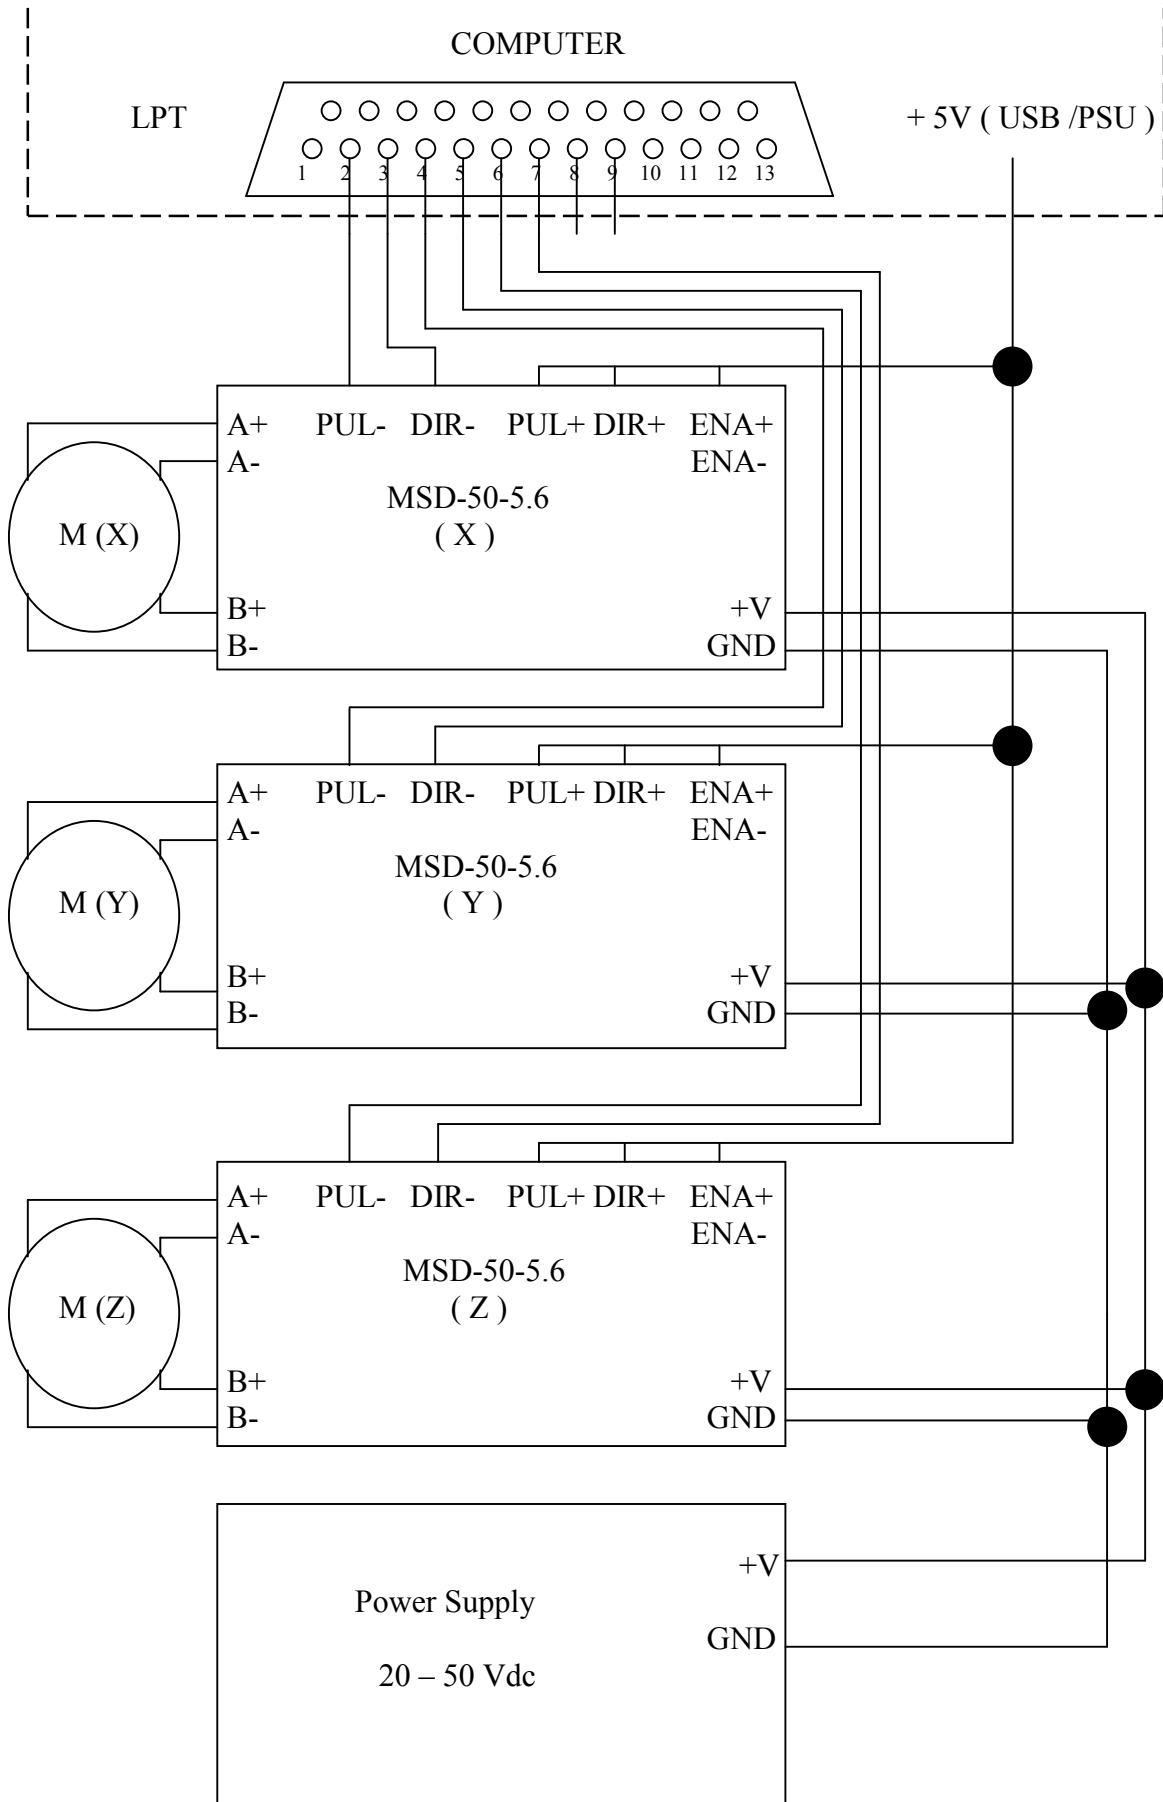 COMPUTER
LPT
+ 5V ( USB /PSU )
1 2 3 4 5 6 7 8 9 10 11 12 13
A+ PUL- DIR- PUL+ DIR+ ENA+
A- ENA-
MSD-50-5.6
M (X) ( X )
B+ +V
B- GND
A+ PUL- DIR- PUL+ DIR+ ENA+
A- ENA-
MSD-50-5.6
M (Y) ( Y )
B+ +V
B- GND
A+ PUL- DIR- PUL+ DIR+ ENA+
A- ENA-
MSD-50-5.6
M (Z) ( Z )
B+ +V
B- GND
+V
Power Supply
GND
20 – 50 Vdc